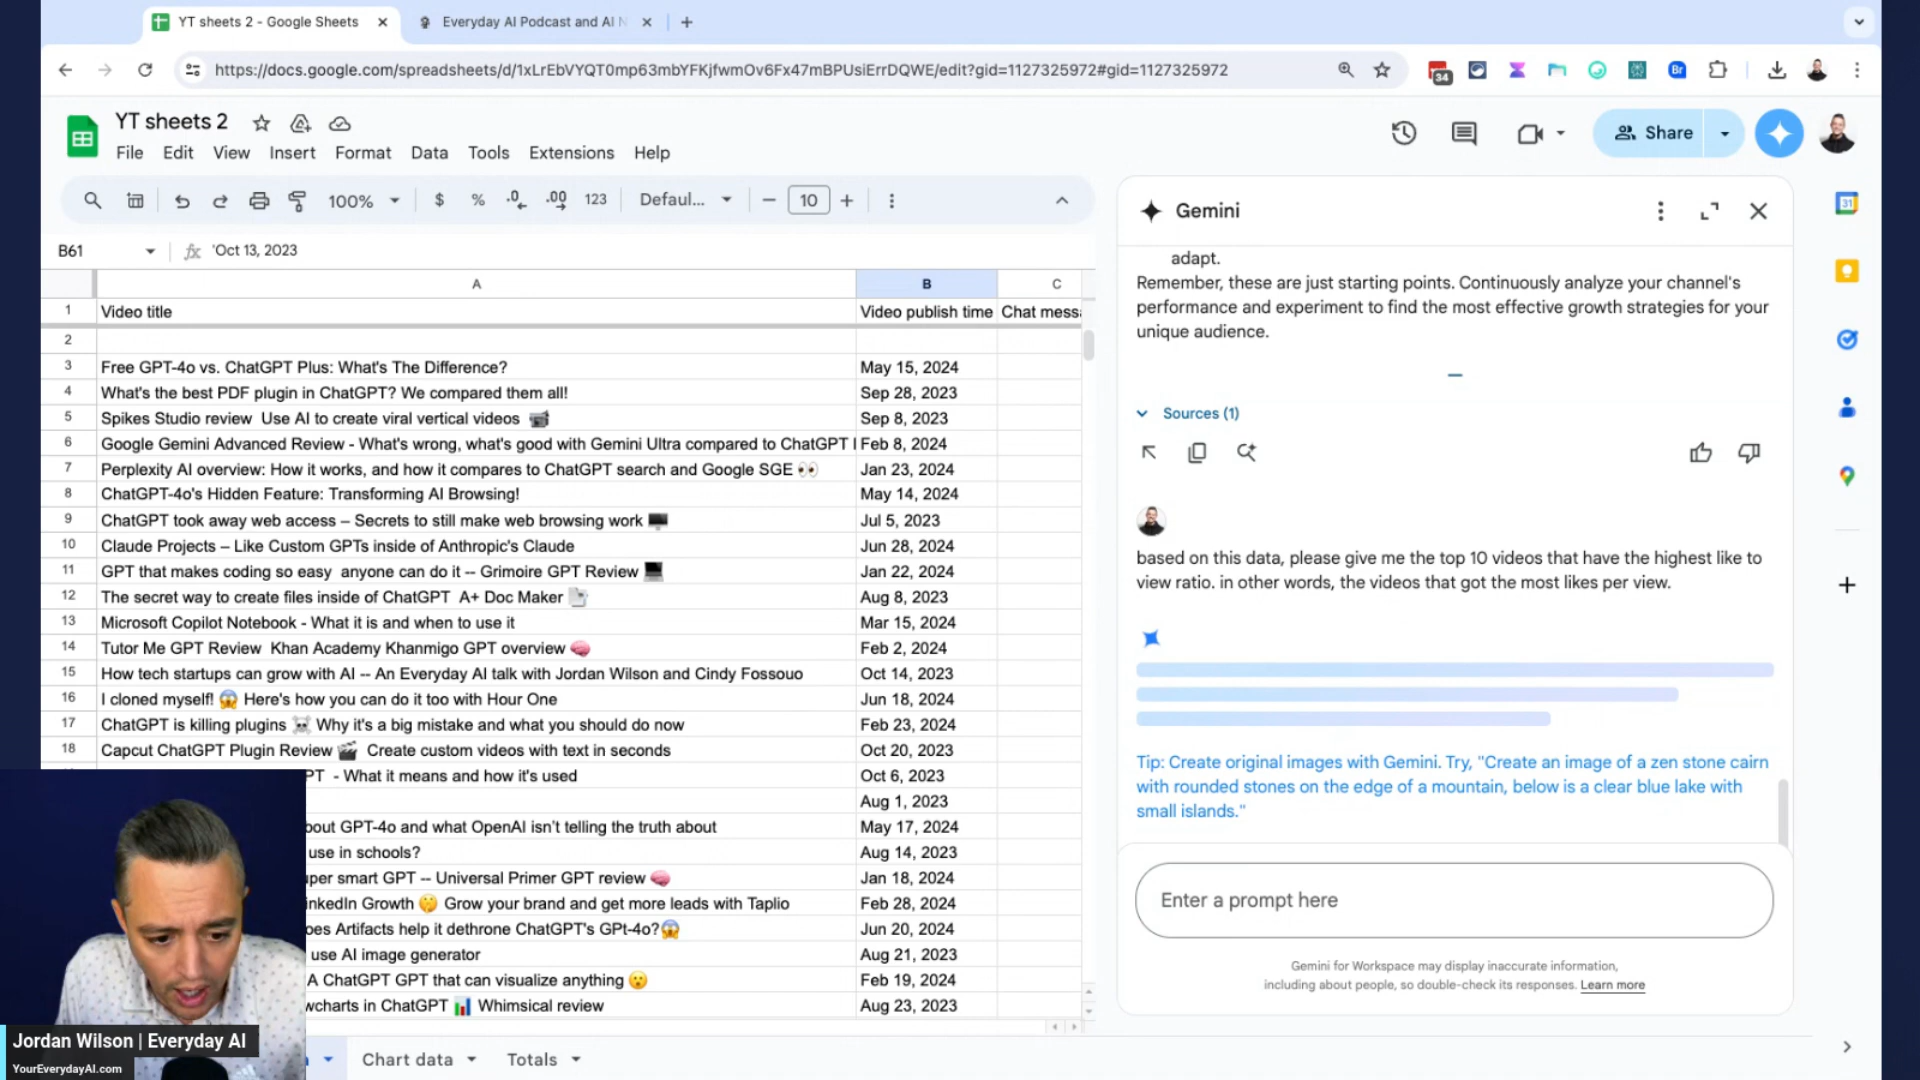 YT sheets 2 - Google Sheets
Everyday AI Podcast and AI N
https://docs.google.com/spreadsheets/d/1xLrEbVYQT0mp63mbYFKjfwmOv6Fx47mBPUsiErrDQWE/edit?gid=1127325972#gid=1127325972
34
Br
YT sheets 2
File Edit View Insert Format Data Tools Extensions Help
Share
100% $ % .0 .00 123 Defaul... 10
B61 fx 'Oct 13, 2023
A B C
1 Video title Video publish time Chat mess
2
3 Free GPT-4o vs. ChatGPT Plus: What's The Difference? May 15, 2024
4 What's the best PDF plugin in ChatGPT? We compared them all! Sep 28, 2023
5 Spikes Studio review Use AI to create viral vertical videos 📹 Sep 8, 2023
6 Google Gemini Advanced Review - What's wrong, what's good with Gemini Ultra compared to ChatGPT Feb 8, 2024
7 Perplexity AI overview: How it works, and how it compares to ChatGPT search and Google SGE 👀 Jan 23, 2024
8 ChatGPT-4o's Hidden Feature: Transforming AI Browsing! May 14, 2024
9 ChatGPT took away web access – Secrets to still make web browsing work 🖥️ Jul 5, 2023
10 Claude Projects – Like Custom GPTs inside of Anthropic's Claude Jun 28, 2024
11 GPT that makes coding so easy anyone can do it -- Grimoire GPT Review 💻 Jan 22, 2024
12 The secret way to create files inside of ChatGPT A+ Doc Maker 📄 Aug 8, 2023
13 Microsoft Copilot Notebook - What it is and when to use it Mar 15, 2024
14 Tutor Me GPT Review Khan Academy Khanmigo GPT overview 🧠 Feb 2, 2024
15 How tech startups can grow with AI -- An Everyday AI talk with Jordan Wilson and Cindy Fossouo Oct 14, 2023
16 I cloned myself! 😱 Here's how you can do it too with Hour One Jun 18, 2024
17 ChatGPT is killing plugins ☠️ Why it's a big mistake and what you should do now Feb 23, 2024
18 Capcut ChatGPT Plugin Review 🎬 Create custom videos with text in seconds Oct 20, 2023
PT - What it means and how it's used Oct 6, 2023
Aug 1, 2023
bout GPT-4o and what OpenAI isn't telling the truth about May 17, 2024
use in schools? Aug 14, 2023
per smart GPT -- Universal Primer GPT review 🧠 Jan 18, 2024
inkedIn Growth 🤫 Grow your brand and get more leads with Taplio Feb 28, 2024
oes Artifacts help it dethrone ChatGPT's GPt-4o?😱 Jun 20, 2024
use AI image generator Aug 21, 2023
A ChatGPT GPT that can visualize anything 😮 Feb 19, 2024
wcharts in ChatGPT 📊 Whimsical review Aug 23, 2023
Chart data Totals
Gemini
adapt.
Remember, these are just starting points. Continuously analyze your channel's
performance and experiment to find the most effective growth strategies for your
unique audience.
Sources (1)
based on this data, please give me the top 10 videos that have the highest like to
view ratio. in other words, the videos that got the most likes per view.
Tip: Create original images with Gemini. Try, "Create an image of a zen stone cairn
with rounded stones on the edge of a mountain, below is a clear blue lake with
small islands."
Enter a prompt here
Gemini for Workspace may display inaccurate information,
including about people, so double-check its responses. Learn more
31
Jordan Wilson | Everyday AI
YourEverydayAI.com